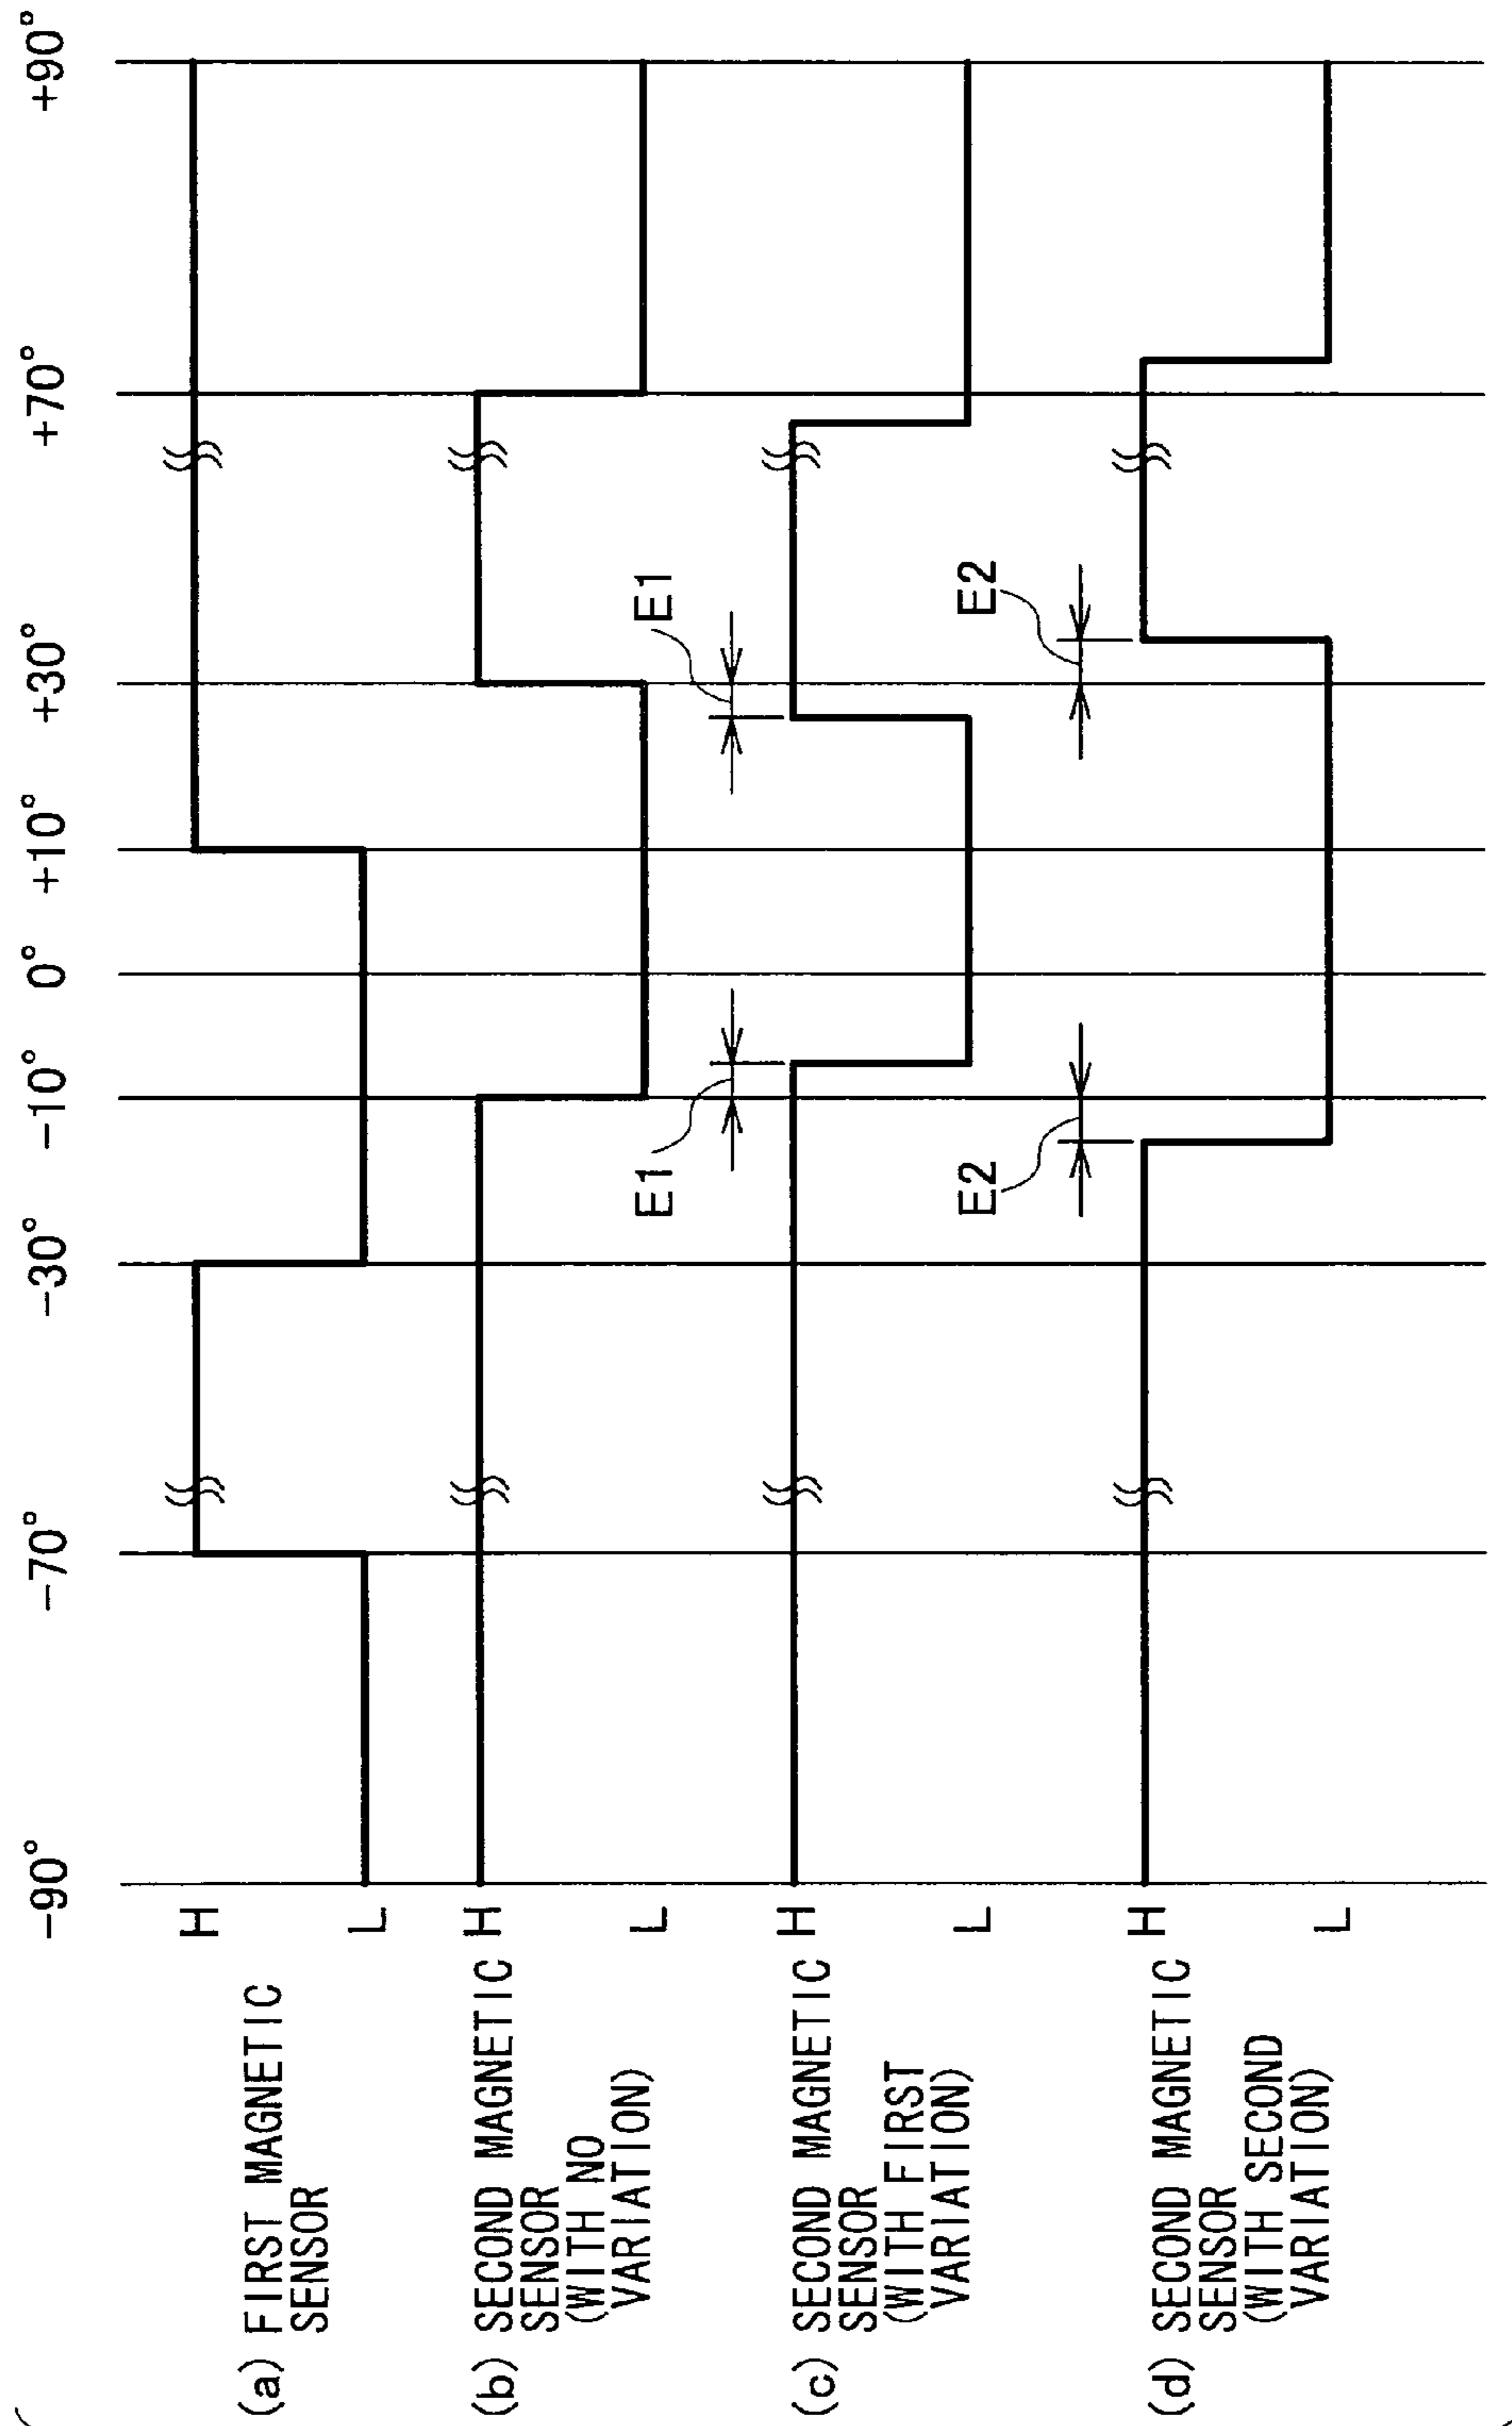 -90°
-70°
-30°
-10°
0°
+10°
+30°
+70°
+90°
(a) FIRST MAGNETIC
SENSOR
H
L
(b) SECOND MAGNETIC
SENSOR
(WITH NO
VARIATION)
H
L
E1
E1
(c) SECOND MAGNETIC
SENSOR
(WITH FIRST
VARIATION)
H
L
E2
E2
(d) SECOND MAGNETIC
SENSOR
(WITH SECOND
VARIATION)
H
L